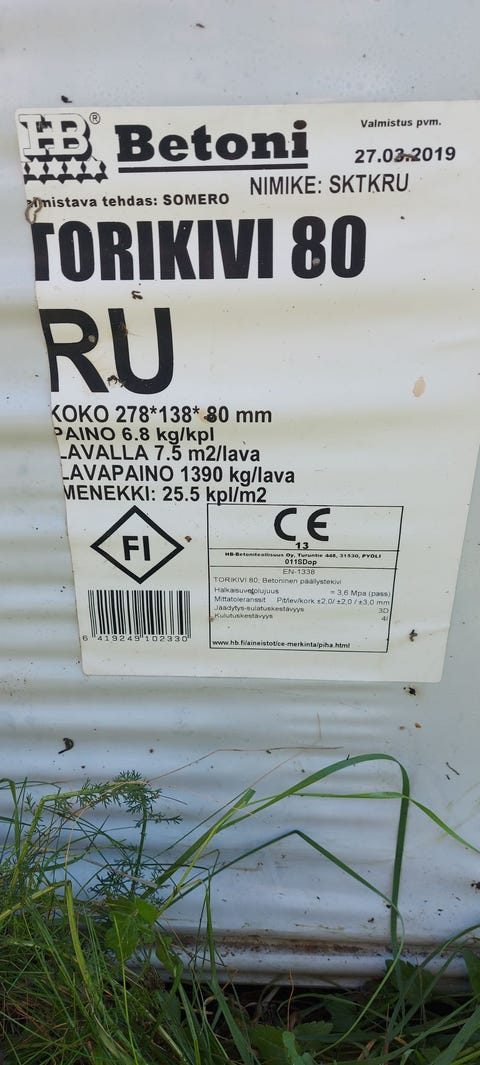 HB®
Betoni
Valmistus pvm.
27.03.2019
NIMIKE: SKTKRU
almistava tehdas: SOMERO
TORIKIVI 80
RU
KOKO 278*138* 80 mm
PAINO 6.8 kg/kpl
LAVALLA 7.5 m2/lava
LAVAPAINO 1390 kg/lava
MENEKKI: 25.5 kpl/m2
FI
CE
13
HB-Betoniteollisuus Oy, Turuntie 448, 31530, PYÖLI
011SDop
EN-1338
TORIKIVI 80, Betoninen päällystekivi
Halkaisuvetolujuus = 3,6 Mpa (pass)
Mittatoleranssit Pit/lev/kork ±2,0/ ±2,0 / ±3,0 mm
Jäädytys-sulatuskestävyys 3D
Kulutuskestävyys 4I
www.hb.fi/aineistot/ce-merkinta/piha.html
6 419249 102330